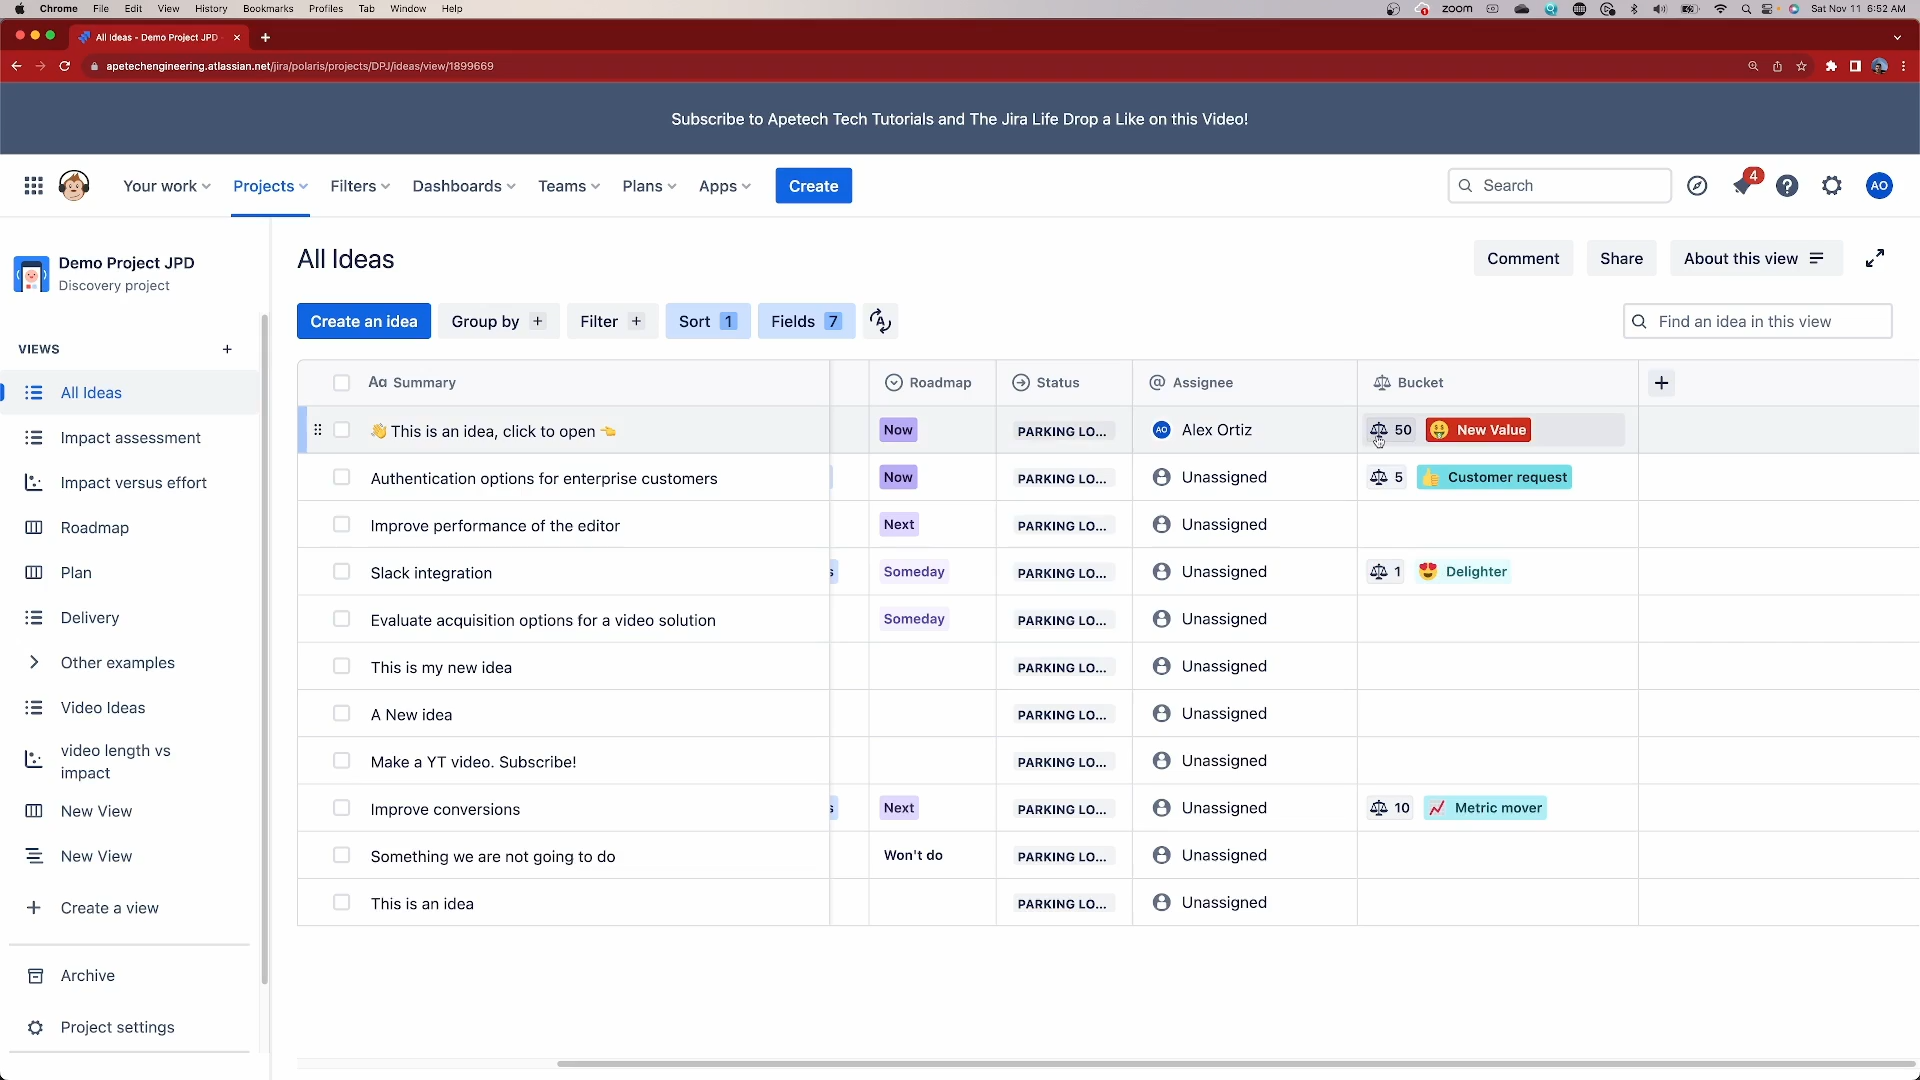 Chrome File Edit View History Bookmarks Profiles Tab Window Help
zoom
Sat Nov 11 6:52 AM
All Ideas - Demo Project JPD
apetechengineering.atlassian.net/jira/polaris/projects/DPJ/ideas/view/1899669
Subscribe to Apetech Tech Tutorials and The Jira Life Drop a Like on this Video!
Your work Projects Filters Dashboards Teams Plans Apps Create
Search
4
AO
Demo Project JPD
Discovery project
VIEWS
All Ideas
Impact assessment
Impact versus effort
Roadmap
Plan
Delivery
Other examples
Video Ideas
video length vs
impact
New View
New View
Create a view
Archive
Project settings
All Ideas
Comment Share About this view
Create an idea Group by Filter Sort 1 Fields 7
Find an idea in this view
Aa Summary Roadmap Status Assignee Bucket
👋 This is an idea, click to open 👈 Now PARKING LO... AO Alex Ortiz 50 New Value
Authentication options for enterprise customers Now PARKING LO... Unassigned 5 Customer request
Improve performance of the editor Next PARKING LO... Unassigned
Slack integration s Someday PARKING LO... Unassigned 1 Delighter
Evaluate acquisition options for a video solution Someday PARKING LO... Unassigned
This is my new idea PARKING LO... Unassigned
A New idea PARKING LO... Unassigned
Make a YT video. Subscribe! PARKING LO... Unassigned
Improve conversions s Next PARKING LO... Unassigned 10 Metric mover
Something we are not going to do Won't do PARKING LO... Unassigned
This is an idea PARKING LO... Unassigned